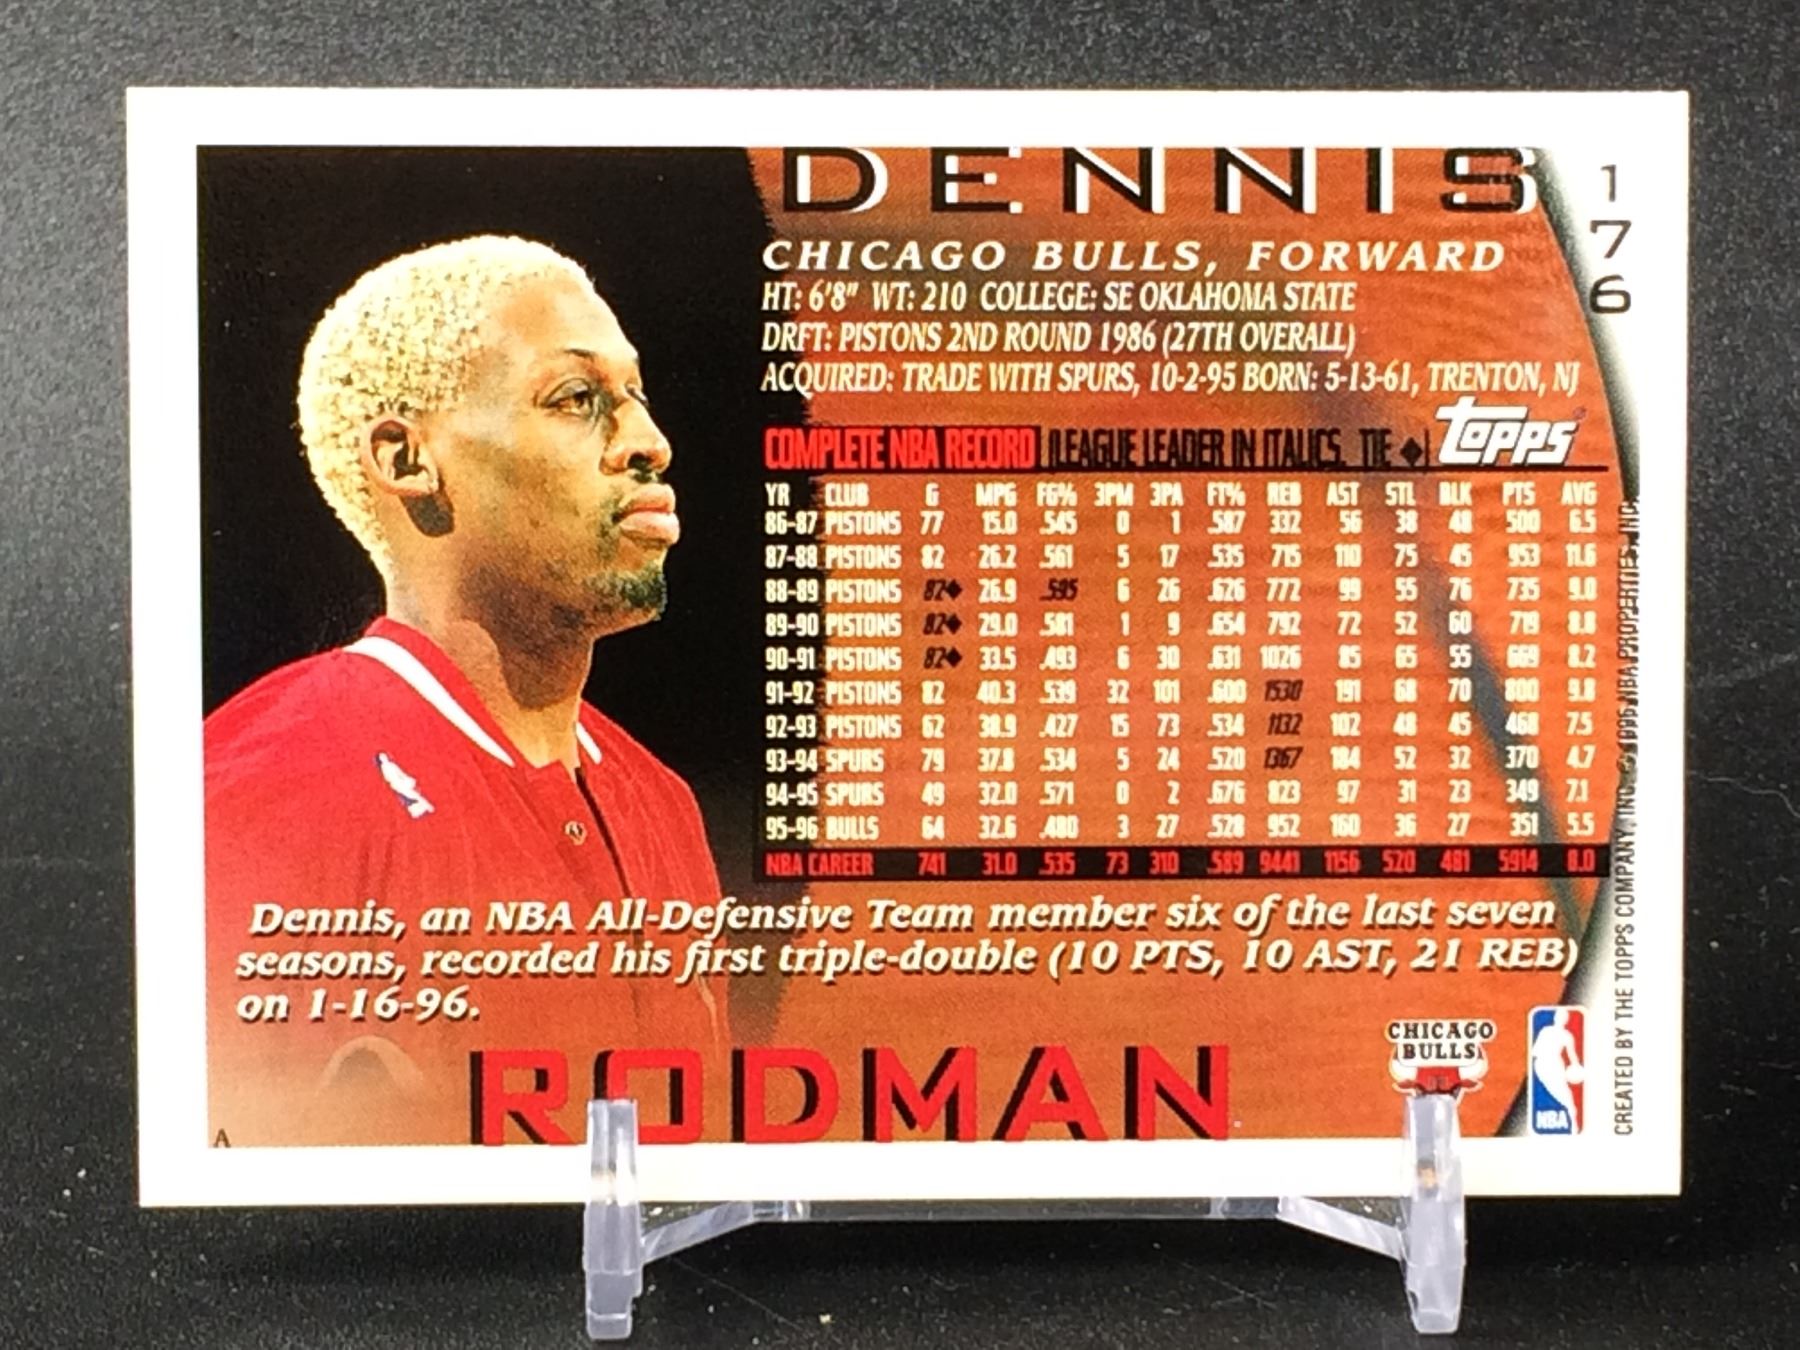 DENNIS
176
CHICAGO BULLS, FORWARD
HT: 6'8" WT: 210 COLLEGE: SE OKLAHOMA STATE
DRFT: PISTONS 2ND ROUND 1986 (27TH OVERALL)
ACQUIRED: TRADE WITH SPURS, 10-2-95 BORN: 5-13-61, TRENTON, NJ
COMPLETE NBA RECORD (LEAGUE LEADER IN ITALICS, TIE ◆) Topps
YR CLUB G MPG FG% 3PM 3PA FT% REB AST STL BLK PTS AVG
86-87 PISTONS 77 15.0 .545 0 1 .587 332 56 38 48 500 6.5
87-88 PISTONS 82 26.2 .561 5 17 .535 715 110 75 45 953 11.6
88-89 PISTONS 82◆ 26.9 .595 6 26 .626 772 99 55 76 735 9.0
89-90 PISTONS 82◆ 29.0 .581 1 9 .654 792 72 52 60 719 8.8
90-91 PISTONS 82◆ 33.5 .493 6 30 .631 1026 85 65 55 669 8.2
91-92 PISTONS 82 40.3 .539 32 101 .600 1530 191 68 70 800 9.8
92-93 PISTONS 62 38.9 .427 15 73 .534 1132 102 48 45 468 7.5
93-94 SPURS 79 37.8 .534 5 24 .520 1367 184 52 32 370 4.7
94-95 SPURS 49 32.0 .571 0 2 .676 823 97 31 23 349 7.1
95-96 BULLS 64 32.6 .480 3 27 .528 952 160 36 27 351 5.5
NBA CAREER 741 31.0 .535 73 310 .589 9441 1156 520 481 5914 8.0
Dennis, an NBA All-Defensive Team member six of the last seven
seasons, recorded his first triple-double (10 PTS, 10 AST, 21 REB)
on 1-16-96.
RODMAN
CHICAGO
BULLS
NBA
A
CREATED BY THE TOPPS COMPANY, INC. © 1996 NBA PROPERTIES, INC.